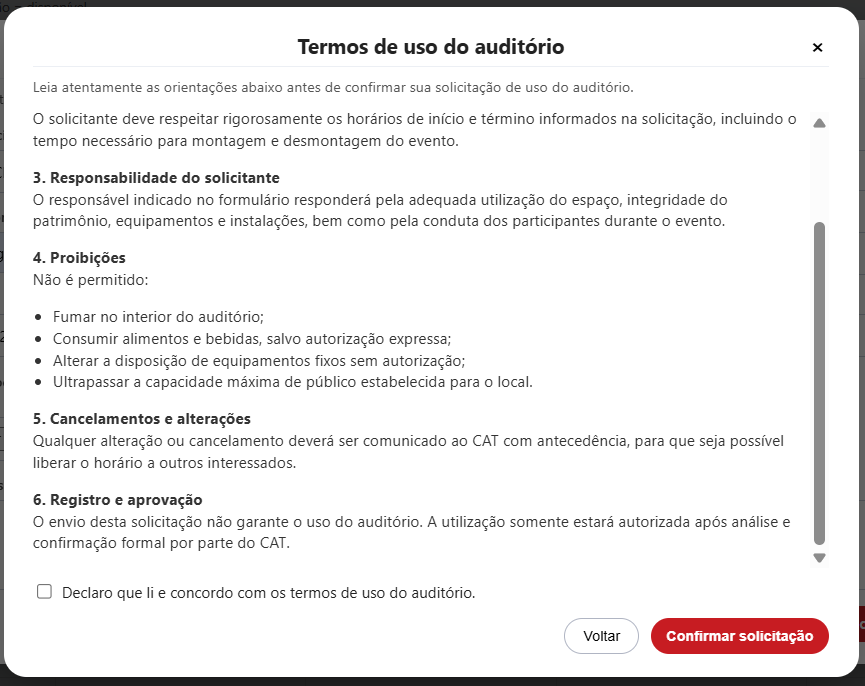 Termos de uso do auditório
Leia atentamente as orientações abaixo antes de confirmar sua solicitação de uso do auditório.
O solicitante deve respeitar rigorosamente os horários de início e término informados na solicitação, incluindo o
tempo necessário para montagem e desmontagem do evento.
3. Responsabilidade do solicitante
O responsável indicado no formulário responderá pela adequada utilização do espaço, integridade do
patrimônio, equipamentos e instalações, bem como pela conduta dos participantes durante o evento.
4. Proibições
Não é permitido:
Fumar no interior do auditório;
Consumir alimentos e bebidas, salvo autorização expressa;
Alterar a disposição de equipamentos fixos sem autorização;
Ultrapassar a capacidade máxima de público estabelecida para o local.
5. Cancelamentos e alterações
Qualquer alteração ou cancelamento deverá ser comunicado ao CAT com antecedência, para que seja possível
liberar o horário a outros interessados.
6. Registro e aprovação
O envio desta solicitação não garante o uso do auditório. A utilização somente estará autorizada após análise e
confirmação formal por parte do CAT.
Declaro que li e concordo com os termos de uso do auditório.
Voltar
Confirmar solicitação